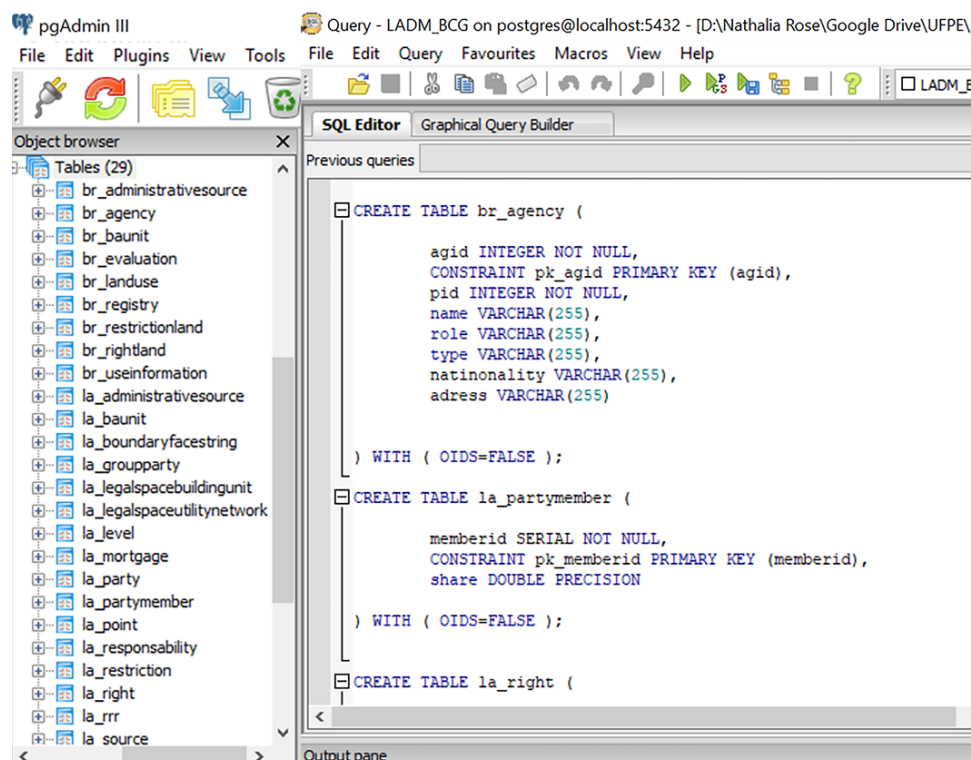 pgAdmin III
File Edit Plugins View Tools
Object browser
Tables (29)
br_administrativesource
br_agency
br_baunit
br_evaluation
br_landuse
br_registry
br_restrictionland
br_rightland
br_useinformation
la_administrativesource
la_baunit
la_boundaryfacestring
la_groupparty
la_legalspacebuildingunit
la_legalspaceutilitynetwork
la_level
la_mortgage
la_party
la_partymember
la_point
la_responsability
la_restriction
la_right
la_rrr
la_source
Query - LADM_BCG on postgres@localhost:5432 - [D:\Nathalia Rose\Google Drive\UFPE\
File Edit Query Favourites Macros View Help
LADM_B
SQL Editor Graphical Query Builder
Previous queries
CREATE TABLE br_agency (
agid INTEGER NOT NULL,
CONSTRAINT pk_agid PRIMARY KEY (agid),
pid INTEGER NOT NULL,
name VARCHAR(255),
role VARCHAR(255),
type VARCHAR(255),
natinonality VARCHAR(255),
adress VARCHAR(255)
) WITH ( OIDS=FALSE );
CREATE TABLE la_partymember (
memberid SERIAL NOT NULL,
CONSTRAINT pk_memberid PRIMARY KEY (memberid),
share DOUBLE PRECISION
) WITH ( OIDS=FALSE );
CREATE TABLE la_right (
Output pane